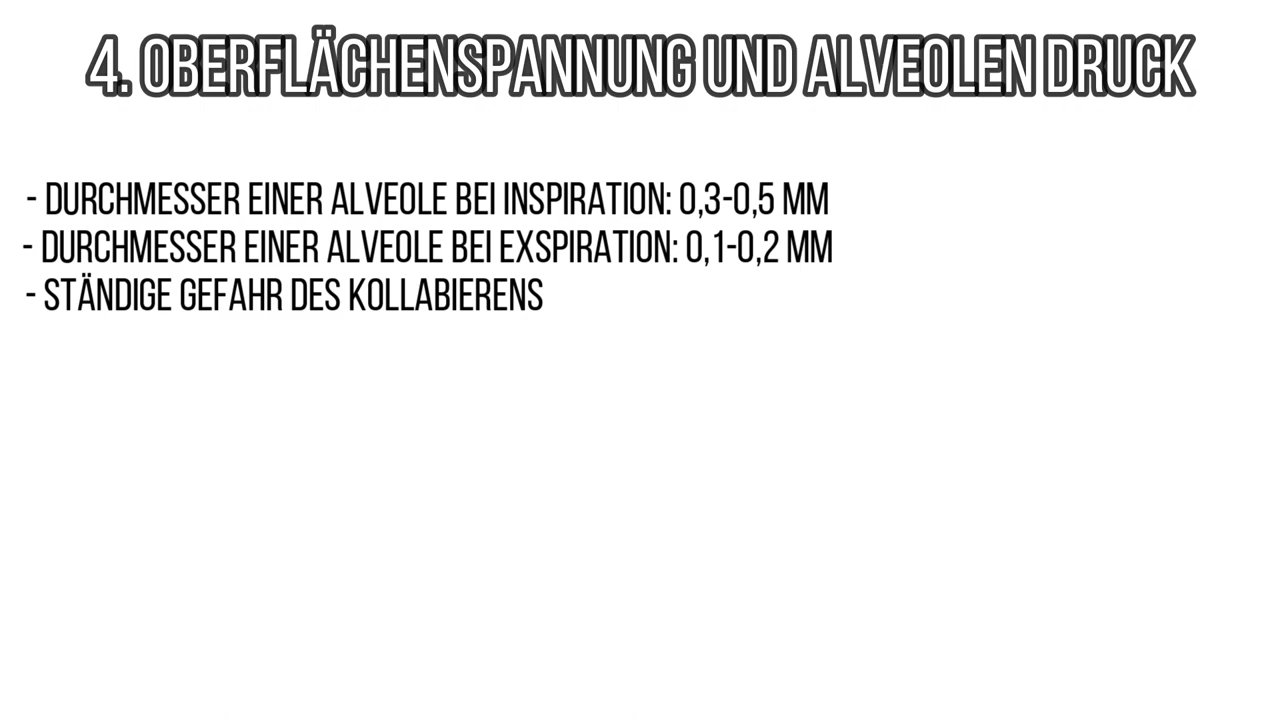 4. OBERFLÄCHENSPANNUNG UND ALVEOLEN DRUCK
- DURCHMESSER EINER ALVEOLE BEI INSPIRATION: 0,3-0,5 MM
- DURCHMESSER EINER ALVEOLE BEI EXSPIRATION: 0,1-0,2 MM
- STÄNDIGE GEFAHR DES KOLLABIERENS